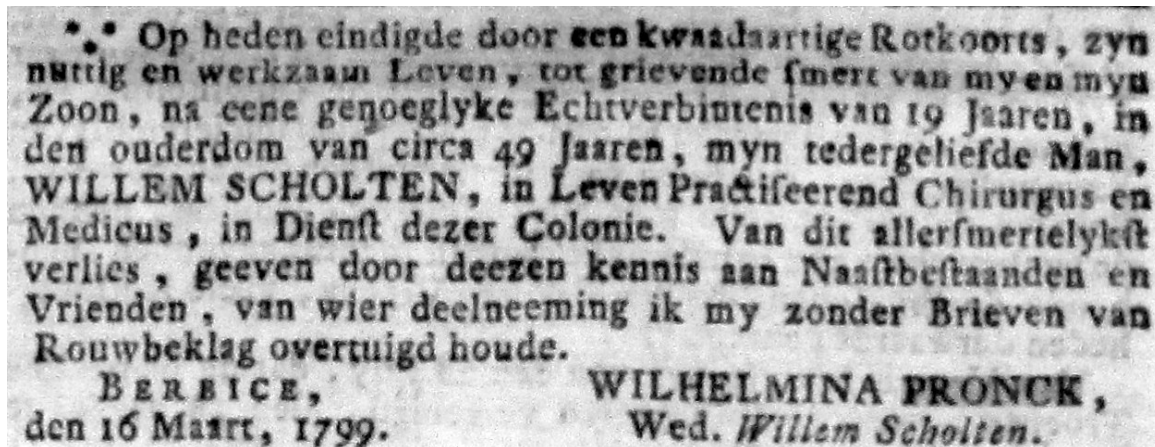 ⁂ Op heden eindigde door een kwaadaartige Rotkoorts, zyn
nuttig en werkzaam Leven, tot grievende ſmert van my en myn
Zoon, na eene genoeglyke Echtverbintenis van 19 Jaaren, in
den ouderdom van circa 49 Jaaren, myn tedergeliefde Man,
WILLEM SCHOLTEN, in Leven Practiſeerend Chirurgus en
Medicus, in Dienſt dezer Colonie. Van dit allerſmertelykſt
verlies, geeven door deezen kennis aan Naaſtbeſtaanden en
Vrienden, van wier deelneeming ik my zonder Brieven van
Rouwbeklag overtuigd houde.
BERBICE, WILHELMINA PRONCK,
den 16 Maart, 1799. Wed. Willem Scholten.